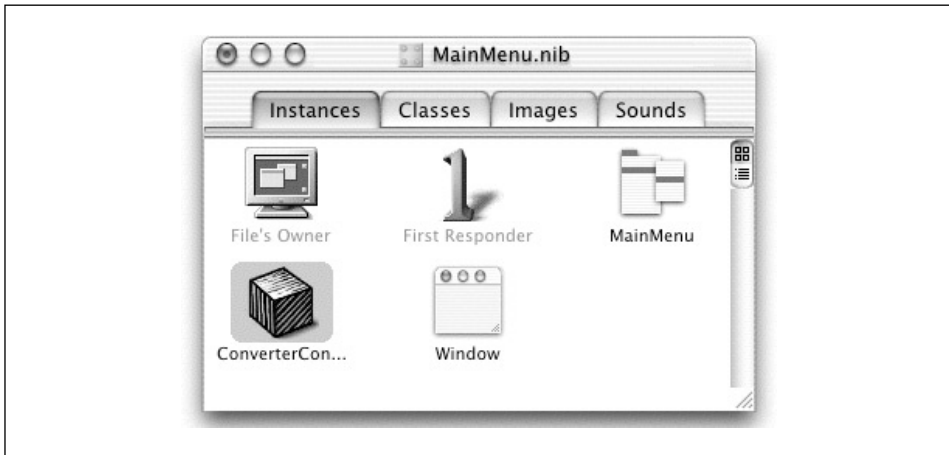 MainMenu.nib
Instances Classes Images Sounds
File's Owner First Responder MainMenu
ConverterCon... Window